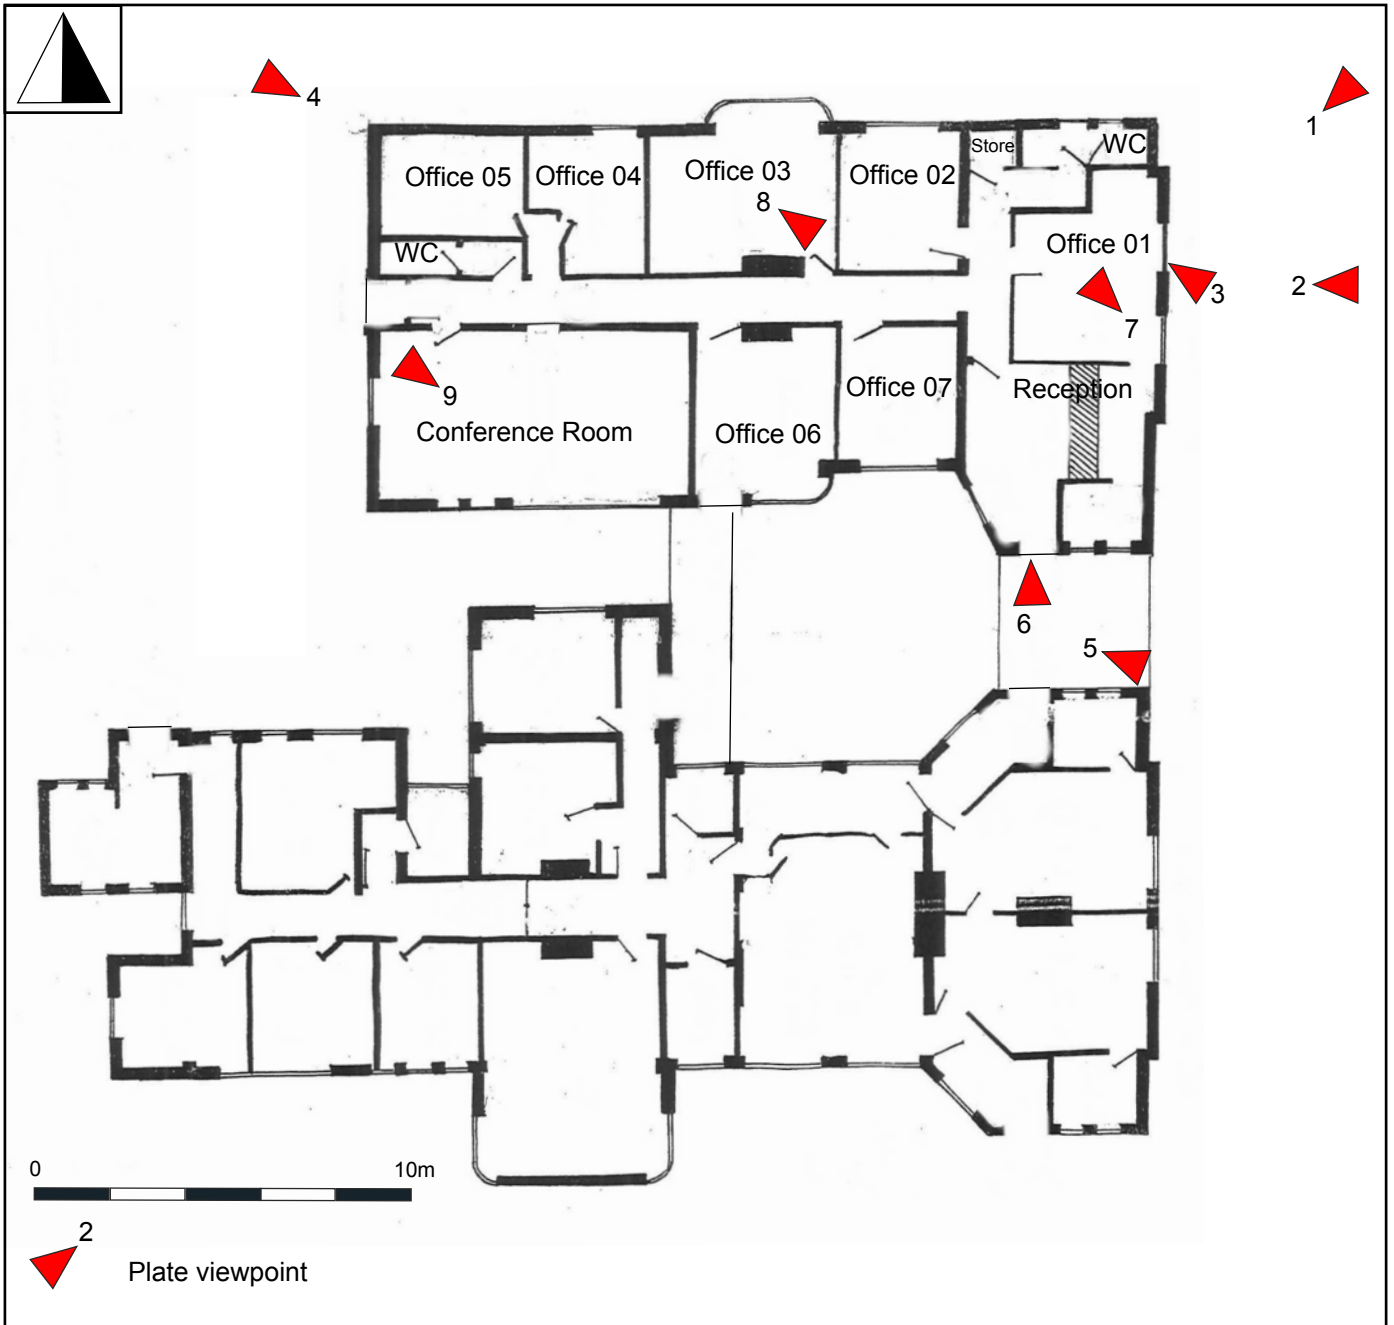 4
1
Store
WC
Office 05
Office 04
Office 03
Office 02
8
WC
Office 01
3
2
7
9
Office 07
Reception
Conference Room
Office 06
6
5
0
10m
2
Plate viewpoint